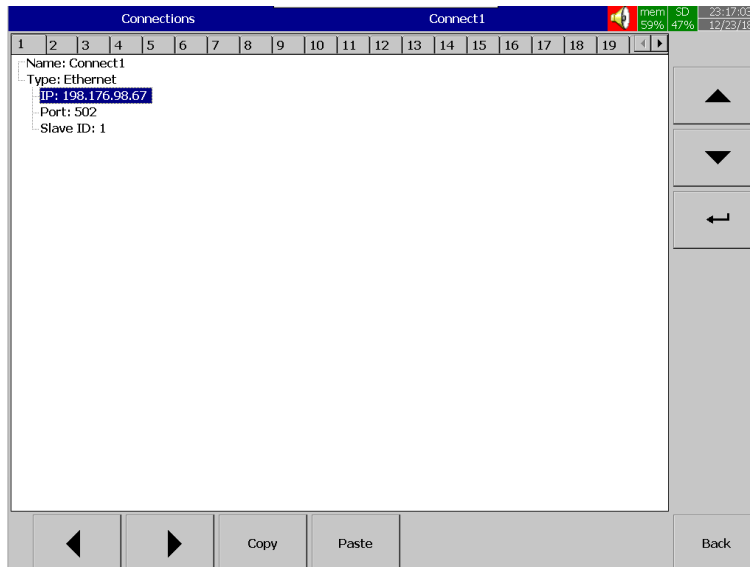 Connections Connect1 mem SD 23:17:03
59% 47% 12/23/18
1 2 3 4 5 6 7 8 9 10 11 12 13 14 15 16 17 18 19
Name: Connect1
Type: Ethernet
IP: 198.176.98.67
Port: 502
Slave ID: 1
Copy Paste Back